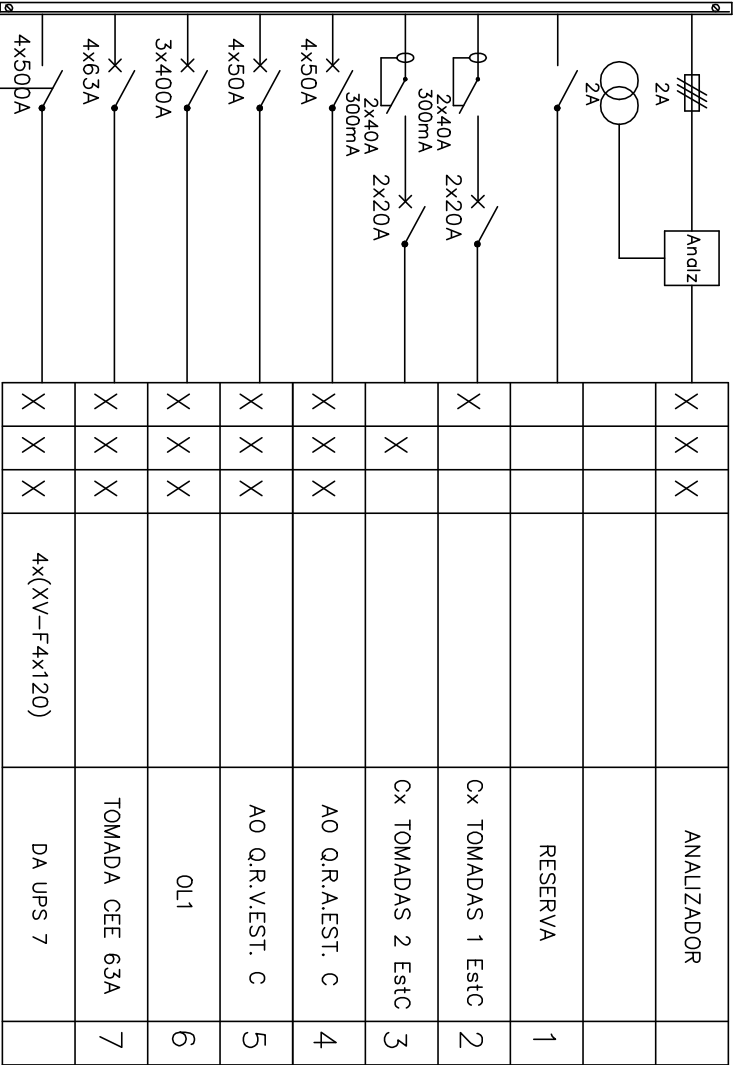 4x500A
4x63A
3x400A
4x50A
4x50A
2x40A
300mA
2x20A
2x40A
300mA
2x20A
2A
2A
Analz
X X X X X X X
X X X X X X X
X X X X X X
4x(XV-F4x120)
DA UPS 7
TOMADA CEE 63A
OL1
AO Q.R.V.EST. C
AO Q.R.A.EST. C
Cx TOMADAS 2 EstC
Cx TOMADAS 1 EstC
RESERVA
ANALIZADOR
7 6 5 4 3 2 1